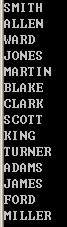 SMITH
ALLEN
WARD
JONES
MARTIN
BLAKE
CLARK
SCOTT
KING
TURNER
ADAMS
JAMES
FORD
MILLER